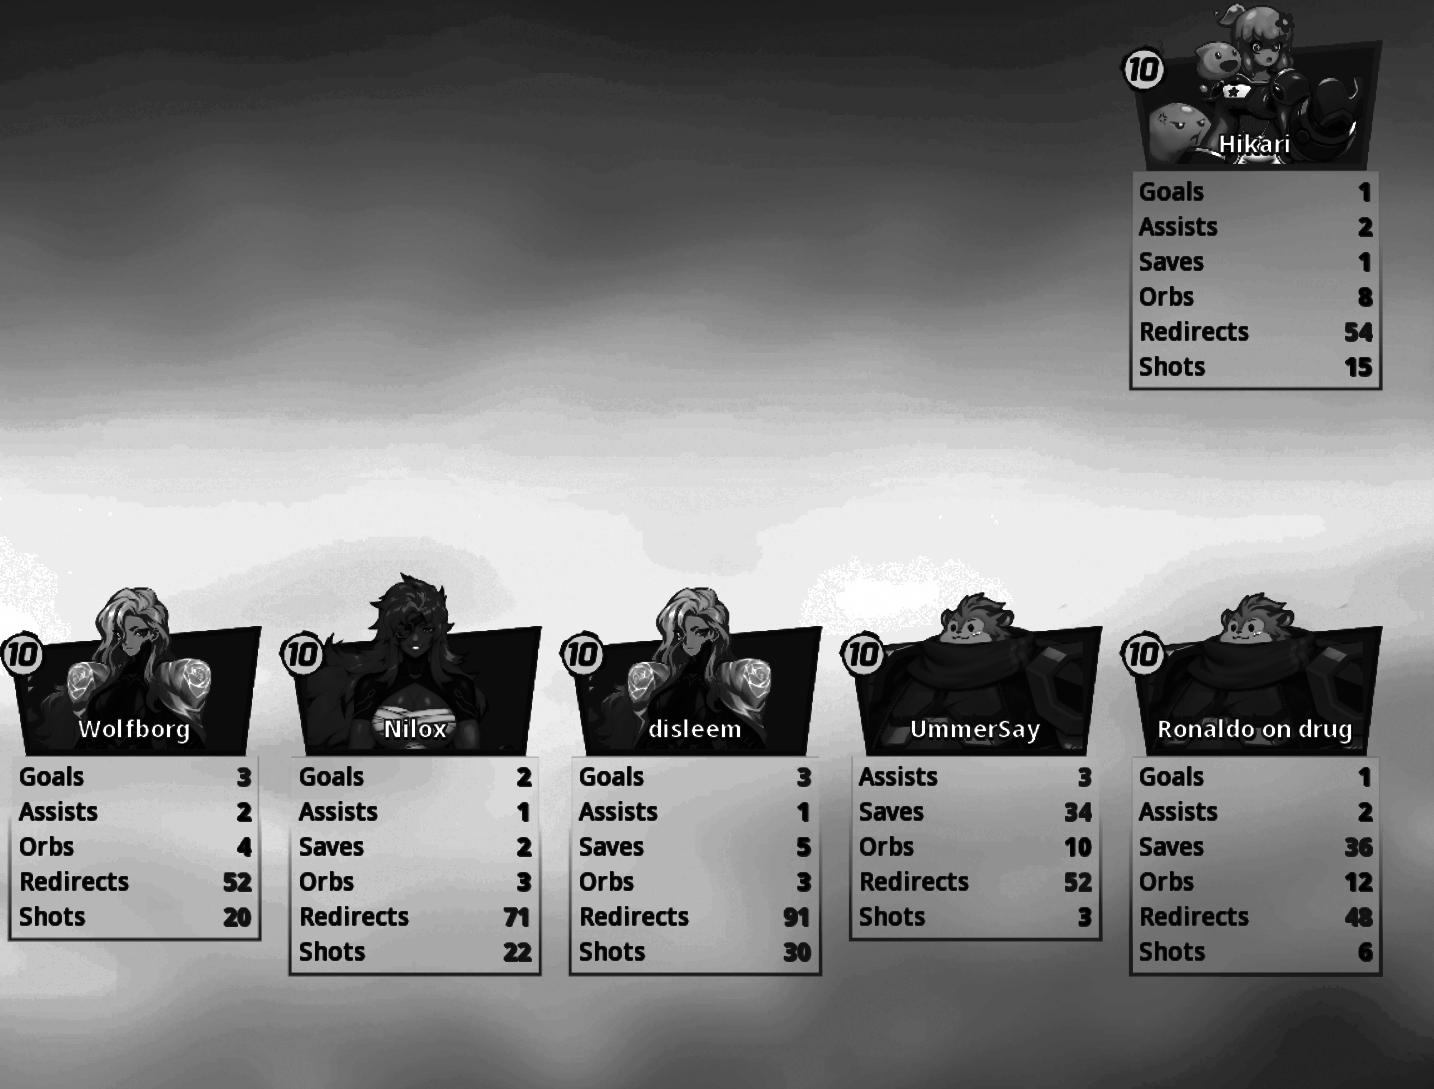 10
Hikari
Goals 1
Assists 2
Saves 1
Orbs 8
Redirects 54
Shots 15
10
Wolfborg
Goals 3
Assists 2
Orbs 4
Redirects 52
Shots 20
10
Nilox
Goals 2
Assists 1
Saves 2
Orbs 3
Redirects 71
Shots 22
10
disleem
Goals 3
Assists 1
Saves 5
Orbs 3
Redirects 91
Shots 30
10
UmmerSay
Assists 3
Saves 34
Orbs 10
Redirects 52
Shots 3
10
Ronaldo on drug
Goals 1
Assists 2
Saves 36
Orbs 12
Redirects 48
Shots 6